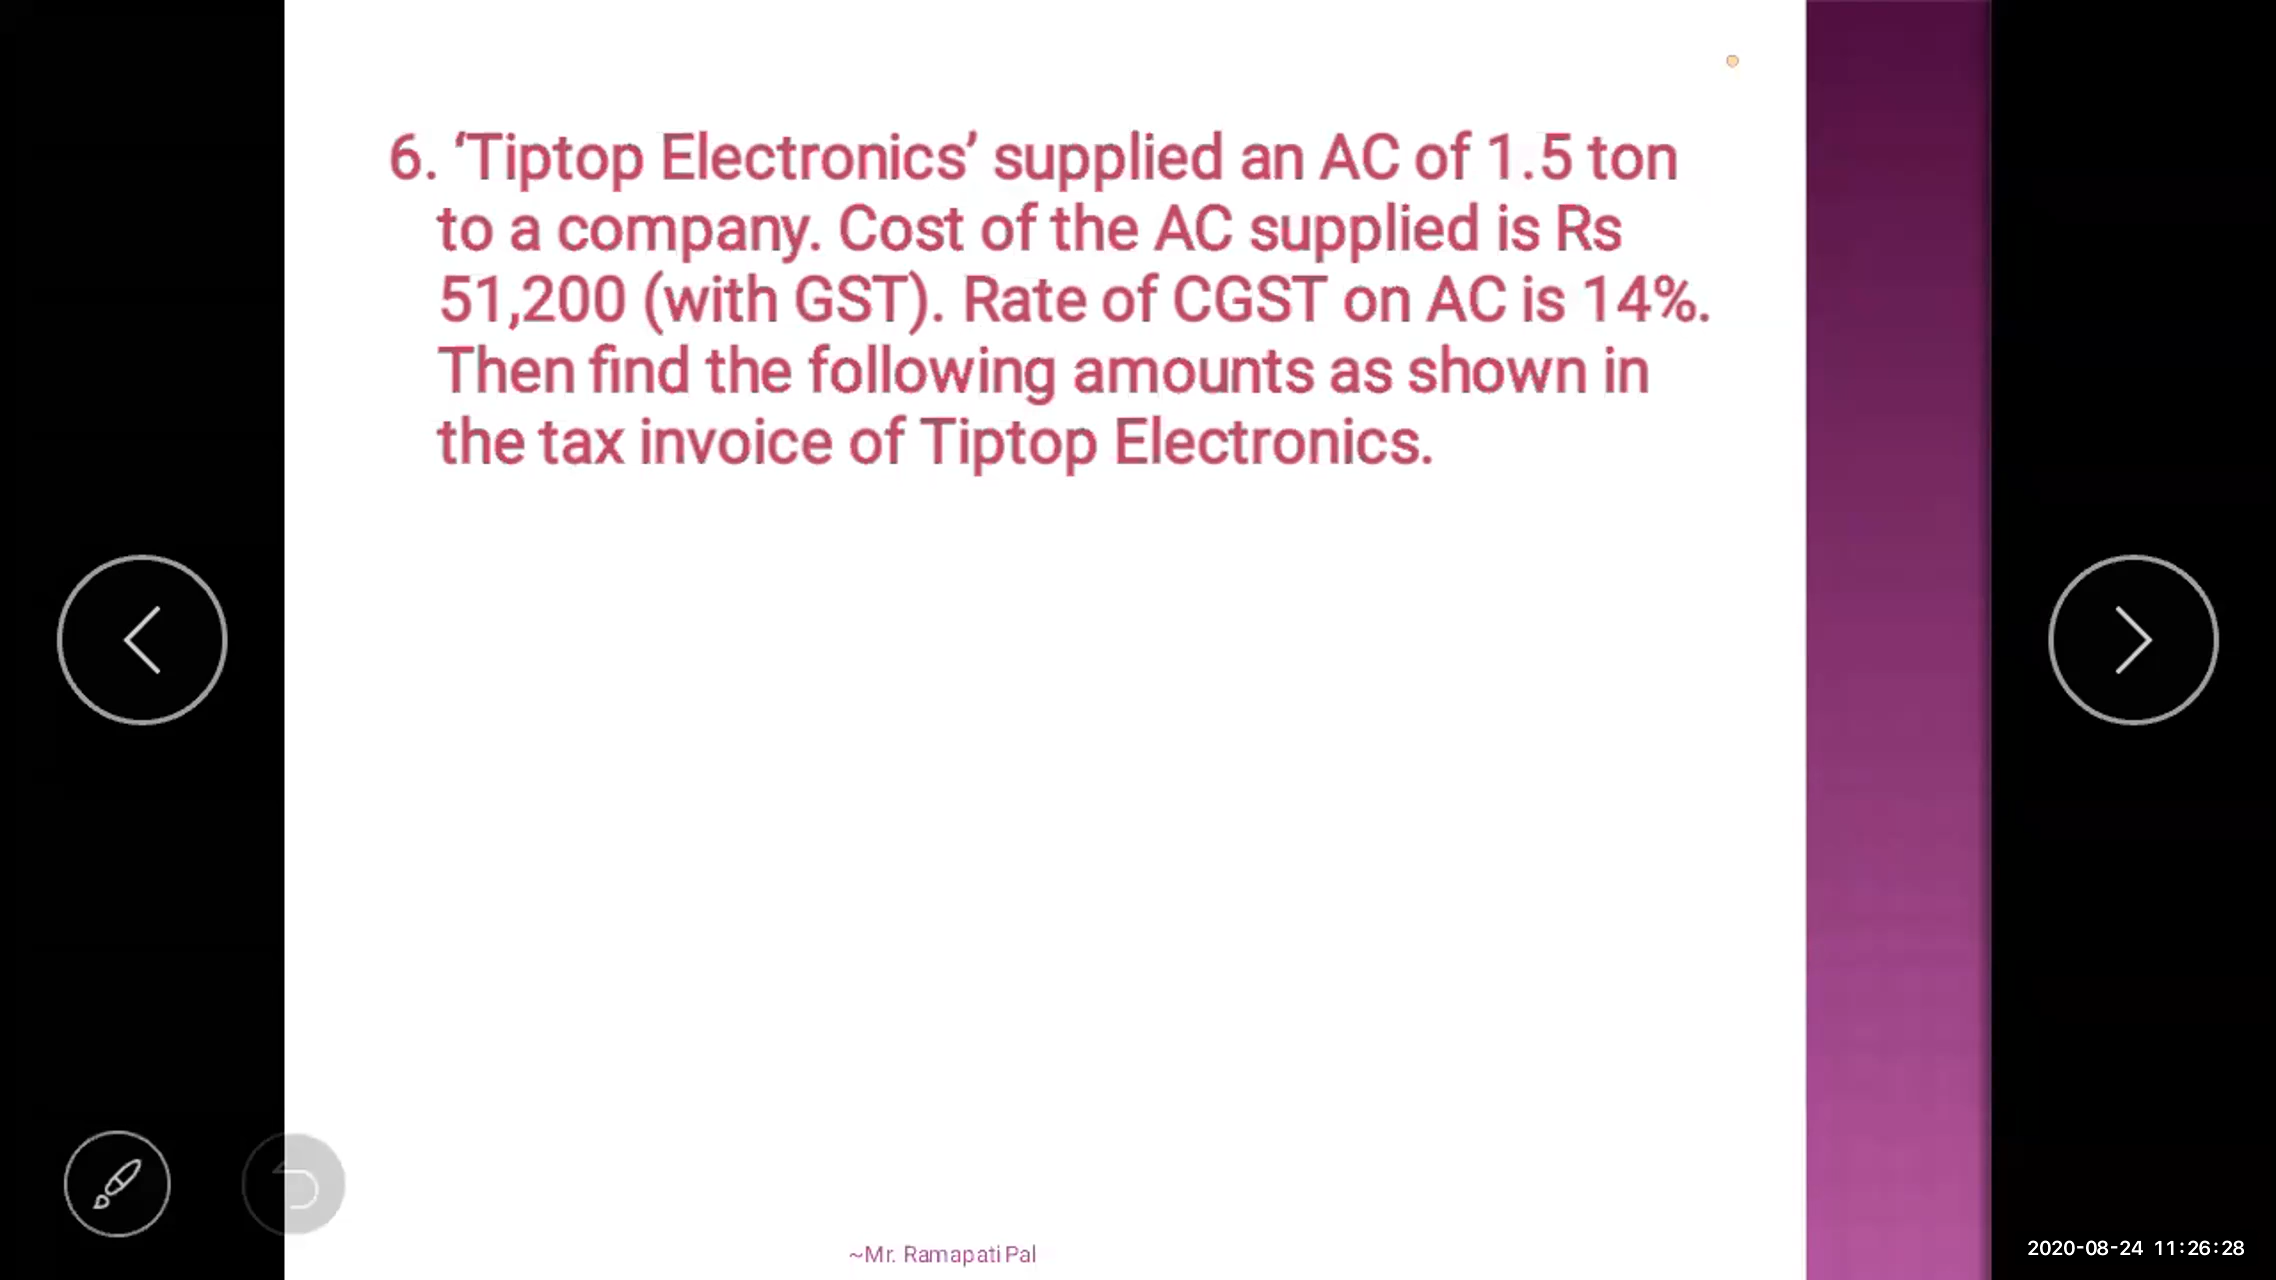 6. ‘Tiptop Electronics’ supplied an AC of 1.5 ton
to a company. Cost of the AC supplied is Rs
51,200 (with GST). Rate of CGST on AC is 14%.
Then find the following amounts as shown in
the tax invoice of Tiptop Electronics.
~Mr. Ramapati Pal
2020-08-24 11:26:28